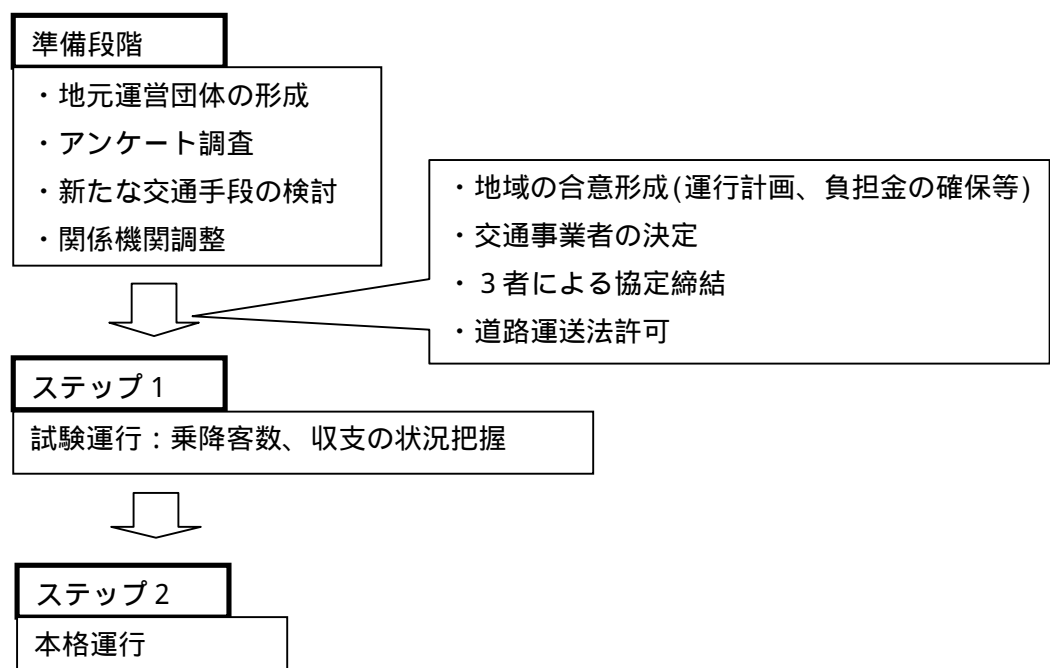 準備段階
・地元運営団体の形成
・アンケート調査
・新たな交通手段の検討
・関係機関調整
・地域の合意形成(運行計画、負担金の確保等)
・交通事業者の決定
・３者による協定締結
・道路運送法許可
ステップ１
試験運行：乗降客数、収支の状況把握
ステップ２
本格運行